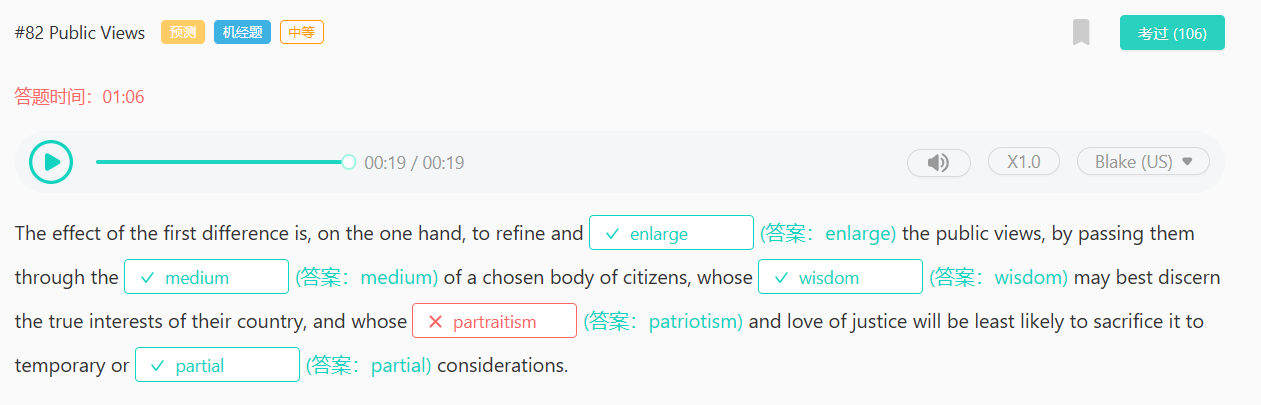 #82 Public Views 预测 机经题 中等 考过 (106)
答题时间：01:06
00:19 / 00:19 X1.0 Blake (US)
The effect of the first difference is, on the one hand, to refine and enlarge (答案：enlarge) the public views, by passing them
through the medium (答案：medium) of a chosen body of citizens, whose wisdom (答案：wisdom) may best discern
the true interests of their country, and whose partraitism (答案：patriotism) and love of justice will be least likely to sacrifice it to
temporary or partial (答案：partial) considerations.